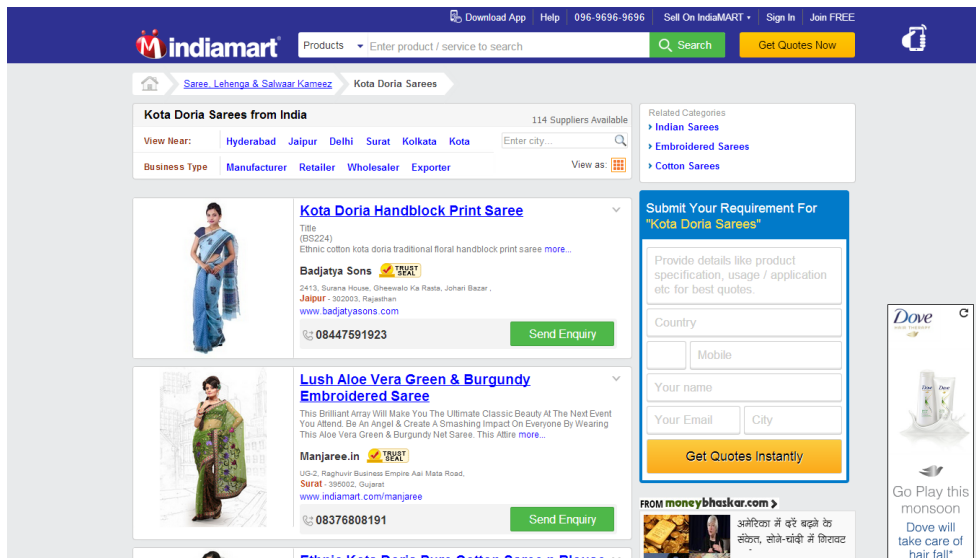 Download App Help 096-9696-9696 Sell On IndiaMART Sign In Join FREE
indiamart Products Enter product / service to search Search Get Quotes Now
Saree, Lehenga & Salwaar Kameez Kota Doria Sarees
Kota Doria Sarees from India 114 Suppliers Available
View Near: Hyderabad Jaipur Delhi Surat Kolkata Kota Enter city...
Business Type Manufacturer Retailer Wholesaler Exporter View as:
Related Categories
Indian Sarees
Embroidered Sarees
Cotton Sarees
Kota Doria Handblock Print Saree
Title
(BS224)
Ethnic cotton kota doria traditional floral handblock print saree more...
Badjatya Sons TRUST SEAL
2413, Surana House, Gheewalo Ka Rasta, Johari Bazar ,
Jaipur - 302003, Rajasthan
www.badjatyasons.com
08447591923 Send Enquiry
Lush Aloe Vera Green & Burgundy
Embroidered Saree
This Brilliant Array Will Make You The Ultimate Classic Beauty At The Next Event
You Attend. Be An Angel & Create A Smashing Impact On Everyone By Wearing
This Aloe Vera Green & Burgundy Net Saree. This Attire more...
Manjaree.in TRUST SEAL
UG-2, Raghuvir Business Empire Aai Mata Road,
Surat - 395002, Gujarat
www.indiamart.com/manjaree
08376808191 Send Enquiry
Ethnic Kota Doria Pure Cotton Saree n Blouse
Submit Your Requirement For
"Kota Doria Sarees"
Provide details like product
specification, usage / application
etc for best quotes.
Country
Mobile
Your name
Your Email City
Get Quotes Instantly
FROM moneybhaskar.com
अमेरिका में दरें बढ़ने के
संकेत, सोने-चांदी में गिरावट
Dove
Go Play this
monsoon
Dove will
take care of
hair fall*